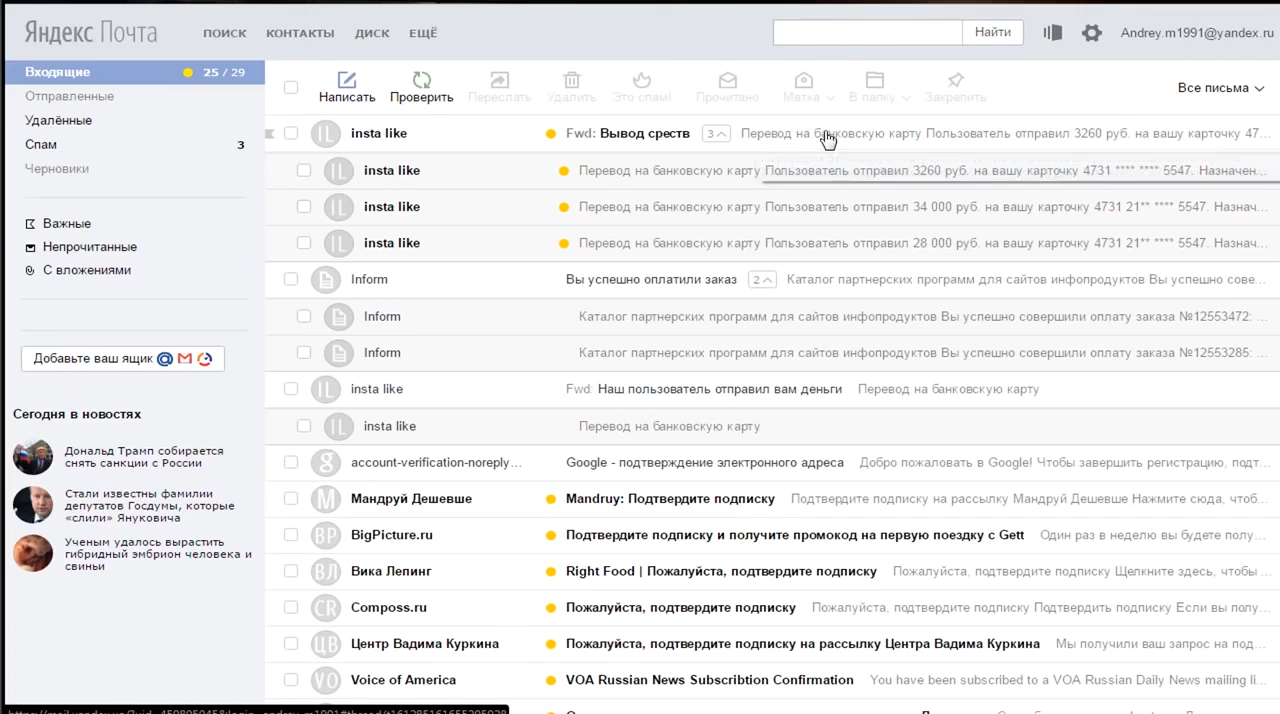 Яндекс Почта ПОИСК КОНТАКТЫ ДИСК ЕЩЁ Найти Andrey.m1991@yandex.ru
Входящие 25 / 29
Отправленные
Удалённые
Спам 3
Черновики
Важные
Непрочитанные
С вложениями
Добавьте ваш ящик
Сегодня в новостях
Дональд Трамп собирается
снять санкции с России
Стали известны фамилии
депутатов Госдумы, которые
«слили» Януковича
Ученым удалось вырастить
гибридный эмбрион человека и
свиньи
Написать Проверить Переслать Удалить Это спам! Прочитано Метка В папку Закрепить Все письма
IL insta like Fwd: Вывод среств 3 Перевод на банковскую карту Пользователь отправил 3260 руб. на вашу карточку 47...
IL insta like Перевод на банковскую карту Пользователь отправил 3260 руб. на вашу карточку 4731 **** **** 5547. Назначен...
IL insta like Перевод на банковскую карту Пользователь отправил 34 000 руб. на вашу карточку 4731 21** **** 5547. Назнач...
IL insta like Перевод на банковскую карту Пользователь отправил 28 000 руб. на вашу карточку 4731 21** **** 5547. Назнач...
Inform Вы успешно оплатили заказ 2 Каталог партнерских программ для сайтов инфопродуктов Вы успешно сове...
Inform Каталог партнерских программ для сайтов инфопродуктов Вы успешно совершили оплату заказа №12553472: ...
Inform Каталог партнерских программ для сайтов инфопродуктов Вы успешно совершили оплату заказа №12553285: ...
IL insta like Fwd: Наш пользователь отправил вам деньги Перевод на банковскую карту
IL insta like Перевод на банковскую карту
g account-verification-noreply... Google - подтверждение электронного адреса Добро пожаловать в Google! Чтобы завершить регистрацию, подт...
М Мандруй Дешевше Mandruy: Подтвердите подписку Подтвердите подписку на рассылку Мандруй Дешевше Нажмите сюда, чтоб...
BP BigPicture.ru Подтвердите подписку и получите промокод на первую поездку с Gett Один раз в неделю вы будете полу...
ВЛ Вика Лепинг Right Food | Пожалуйста, подтвердите подписку Пожалуйста, подтвердите подписку Щелкните здесь, чтобы ...
CR Composs.ru Пожалуйста, подтвердите подписку Пожалуйста, подтвердите подписку Подтвердить подписку Если вы полу...
ЦВ Центр Вадима Куркина Пожалуйста, подтвердите подписку на рассылку Центра Вадима Куркина Мы получили ваш запрос на под...
VO Voice of America VOA Russian News Subscribtion Confirmation You have been subscribed to a VOA Russian Daily News mailing li...